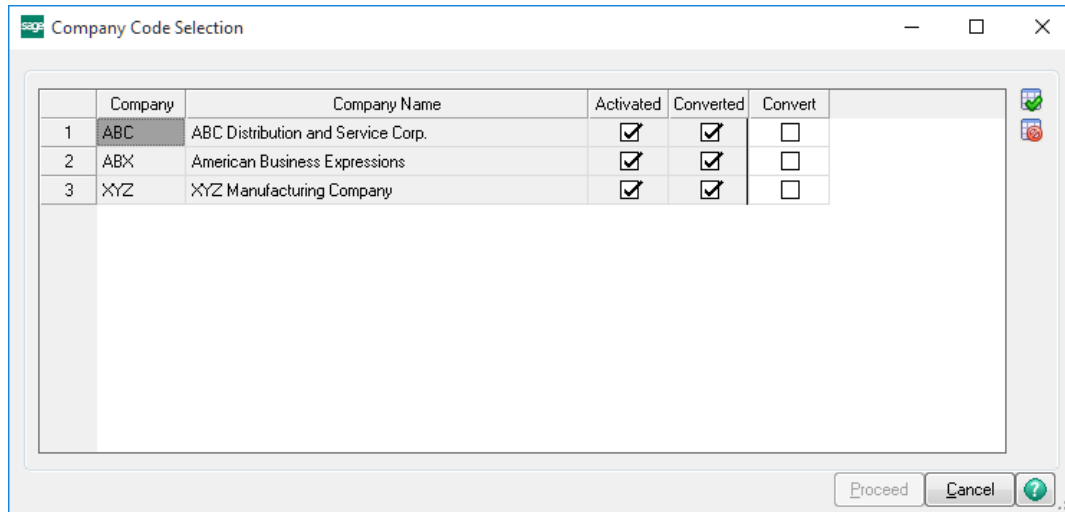 sage Company Code Selection
Company Company Name Activated Converted Convert
1 ABC ABC Distribution and Service Corp.
2 ABX American Business Expressions
3 XYZ XYZ Manufacturing Company
Proceed Cancel ?